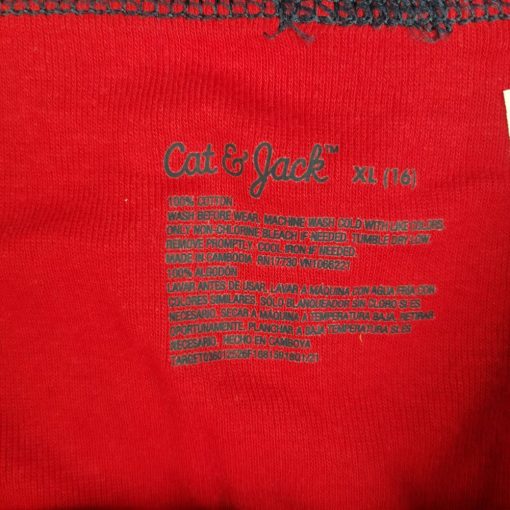 Cat & Jack™ XL (16)
100% COTTON
WASH BEFORE WEAR. MACHINE WASH COLD WITH LIKE COLORS.
ONLY NON-CHLORINE BLEACH IF NEEDED. TUMBLE DRY LOW.
REMOVE PROMPTLY. COOL IRON IF NEEDED.
MADE IN CAMBODIA. RN17730 VN1066221
100% ALGODÓN
LAVAR ANTES DE USAR, LAVAR A MÁQUINA CON AGUA FRÍA CON
COLORES SIMILARES, SÓLO BLANQUEADOR SIN CLORO SI ES
NECESARIO, SECAR A MÁQUINA A TEMPERATURA BAJA, RETIRAR
OPORTUNAMENTE, PLANCHAR A BAJA TEMPERATURA SI ES
NECESARIO, HECHO EN CAMBOYA